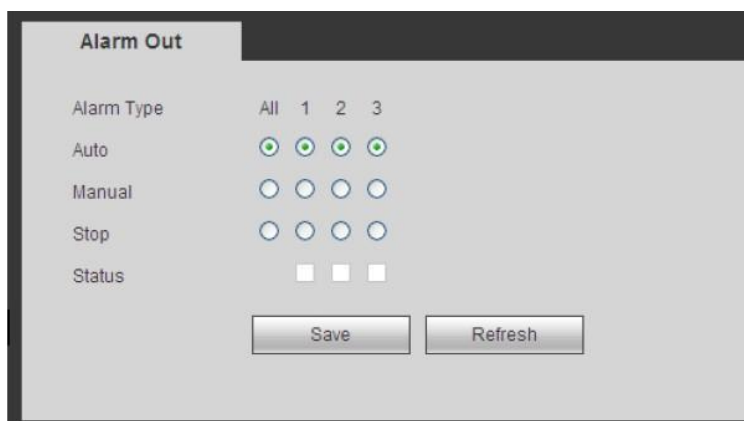 Alarm Out
Alarm Type All 1 2 3
Auto
Manual
Stop
Status
Save Refresh